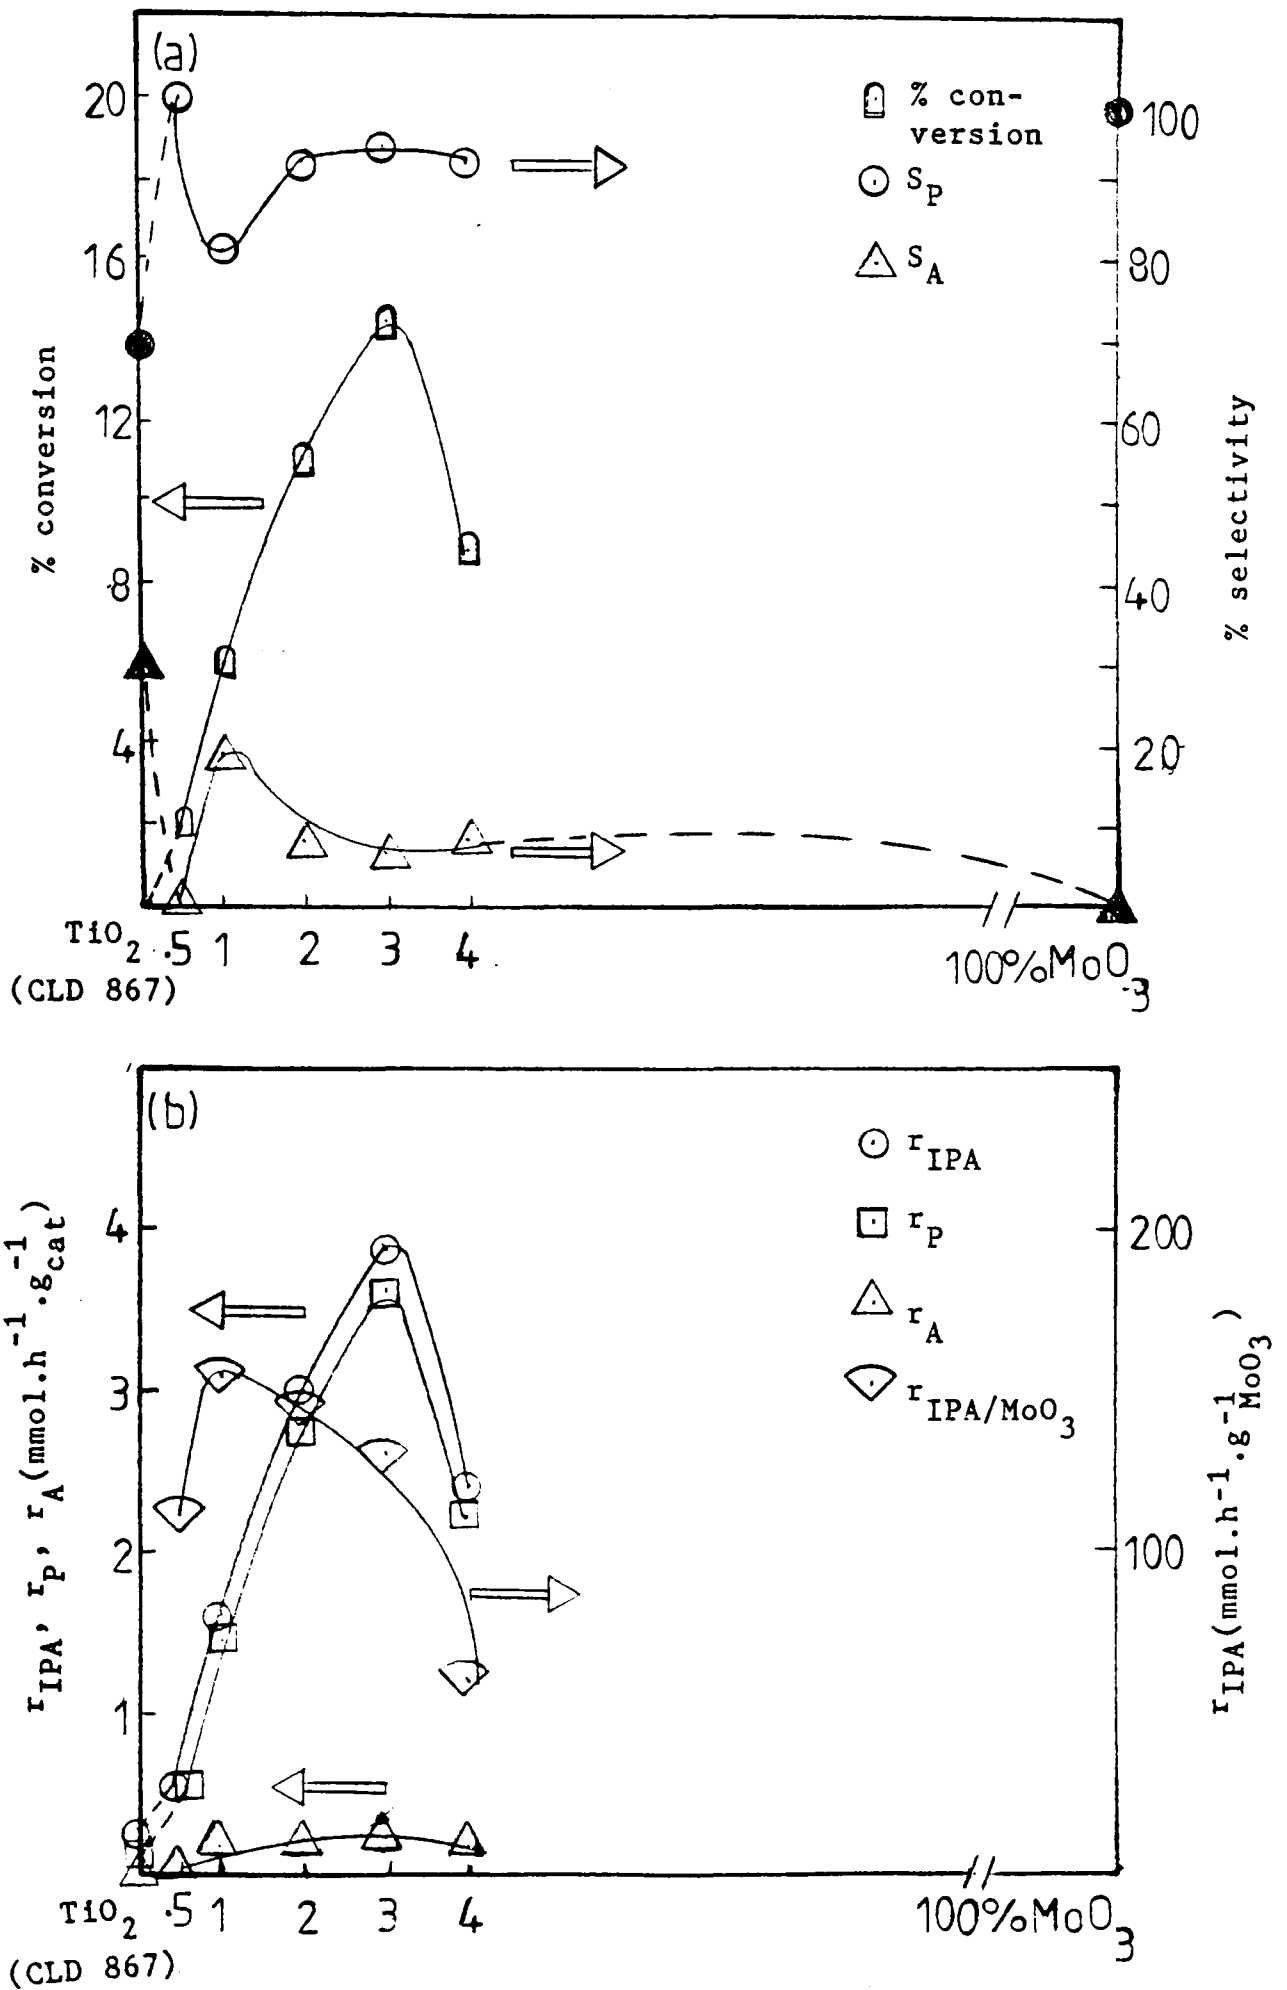 (a)
% con-
version
S_P
S_A
20
16
12
8
4
% conversion
100
80
60
40
20
% selectivity
TiO2 .5 1 2 3 4
100%MoO3
(CLD 867)
(b)
r_IPA
r_P
r_A
r_IPA/MoO3
4
3
2
1
r_IPA, r_P, r_A (mmol.h^-1.g^-1_cat)
200
100
r_IPA (mmol.h^-1.g^-1_MoO3)
TiO2 .5 1 2 3 4
100%MoO3
(CLD 867)